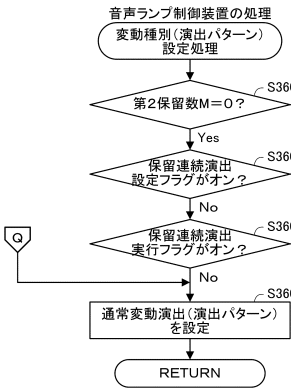 音声ランプ制御装置の処理
変動種別(演出パターン)
設定処理
S360
第2保留数M=0?
Yes
S360
保留連続演出
設定フラグがオン?
No
S360
保留連続演出
実行フラグがオン?
Q
No
S360
通常変動演出(演出パターン)
を設定
RETURN